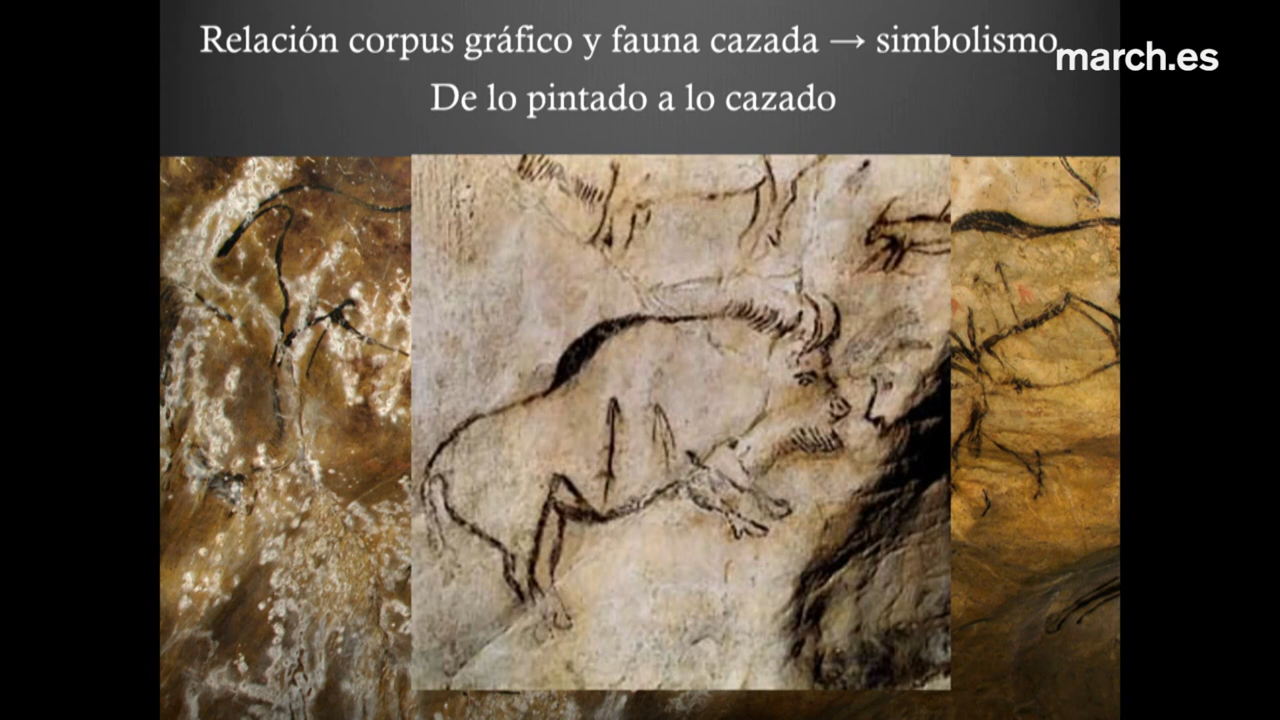 Relación corpus gráfico y fauna cazada → simbolismo
march.es
De lo pintado a lo cazado